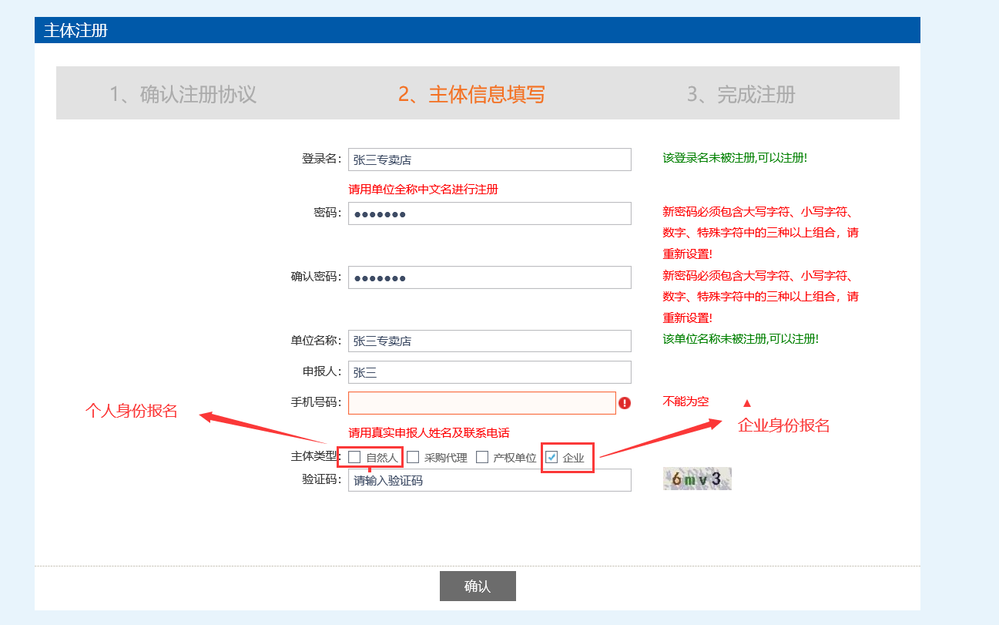 主体注册
1、确认注册协议
2、主体信息填写
3、完成注册
登录名：
张三专卖店
该登录名未被注册,可以注册!
请用单位全称中文名进行注册
密码：
●●●●●●●
新密码必须包含大写字符、小写字符、
数字、特殊字符中的三种以上组合，请
重新设置!
确认密码：
●●●●●●●
新密码必须包含大写字符、小写字符、
数字、特殊字符中的三种以上组合，请
重新设置!
单位名称：
张三专卖店
该单位名称未被注册,可以注册!
申报人：
张三
手机号码：
不能为空
请用真实申报人姓名及联系电话
个人身份报名
企业身份报名
主体类型:
自然人
采购代理
产权单位
企业
验证码：
请输入验证码
6mv3
确认